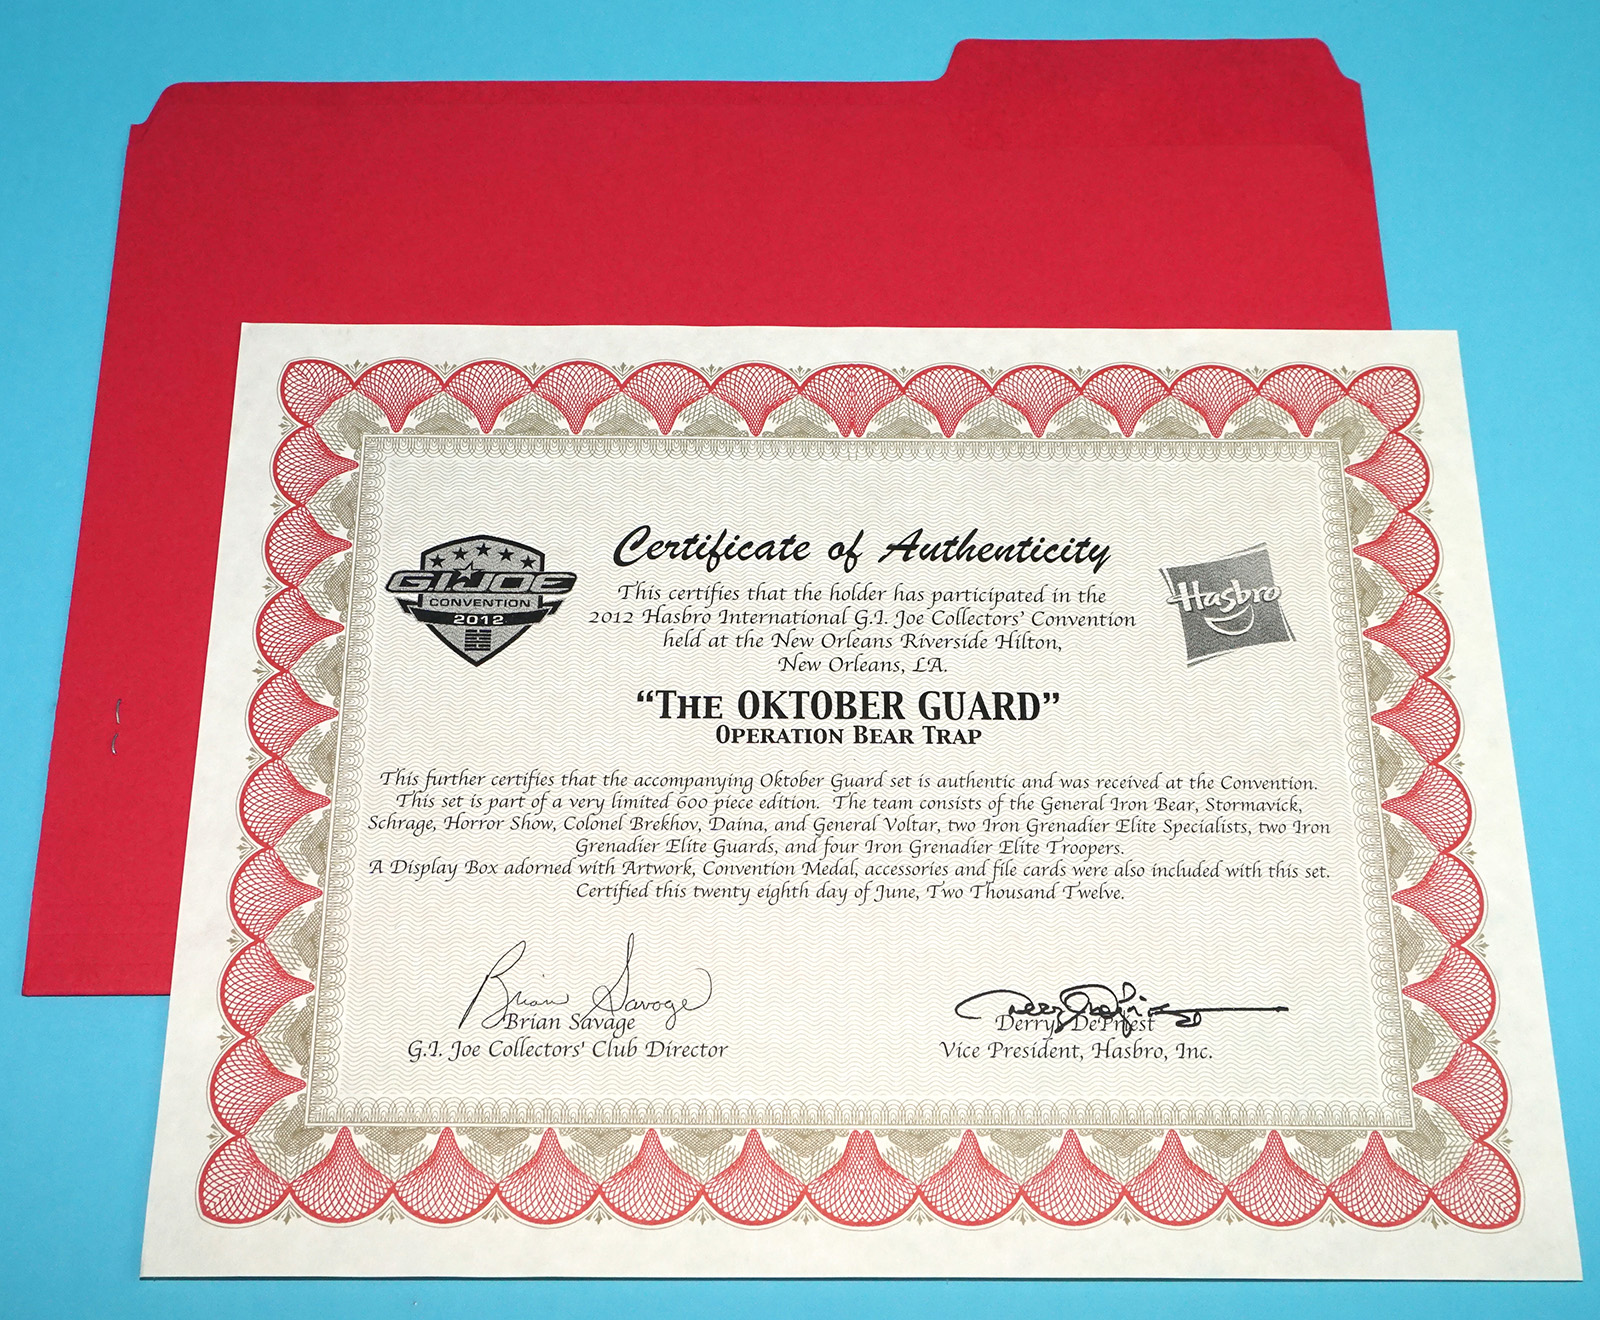 Certificate of Authenticity
G.I. JOE
CONVENTION
2012
Hasbro
This certifies that the holder has participated in the
2012 Hasbro International G.I. Joe Collectors' Convention
held at the New Orleans Riverside Hilton,
New Orleans, LA.
“THE OKTOBER GUARD”
OPERATION BEAR TRAP
This further certifies that the accompanying Oktober Guard set is authentic and was received at the Convention.
This set is part of a very limited 600 piece edition. The team consists of the General Iron Bear, Stormavick,
Schrage, Horror Show, Colonel Brekhov, Daina, and General Voltar, two Iron Grenadier Elite Specialists, two Iron
Grenadier Elite Guards, and four Iron Grenadier Elite Troopers.
A Display Box adorned with Artwork, Convention Medal, accessories and file cards were also included with this set.
Certified this twenty eighth day of June, Two Thousand Twelve.
Brian Savage
Brian Savage
G.I. Joe Collectors' Club Director
Derryl DePriest
Vice President, Hasbro, Inc.